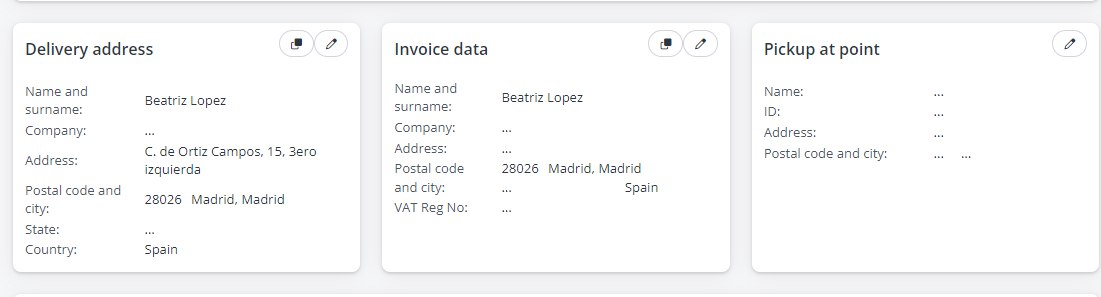 Delivery address
Name and
surname:
Beatriz Lopez
Company:
...
Address:
C. de Ortiz Campos, 15, 3ero
izquierda
Postal code and
city:
28026 Madrid, Madrid
State:
...
Country:
Spain
Invoice data
Name and
surname:
Beatriz Lopez
Company:
...
Address:
...
Postal code
and city:
28026 Madrid, Madrid
... Spain
VAT Reg No:
...
Pickup at point
Name:
...
ID:
...
Address:
...
Postal code and city:
... ...